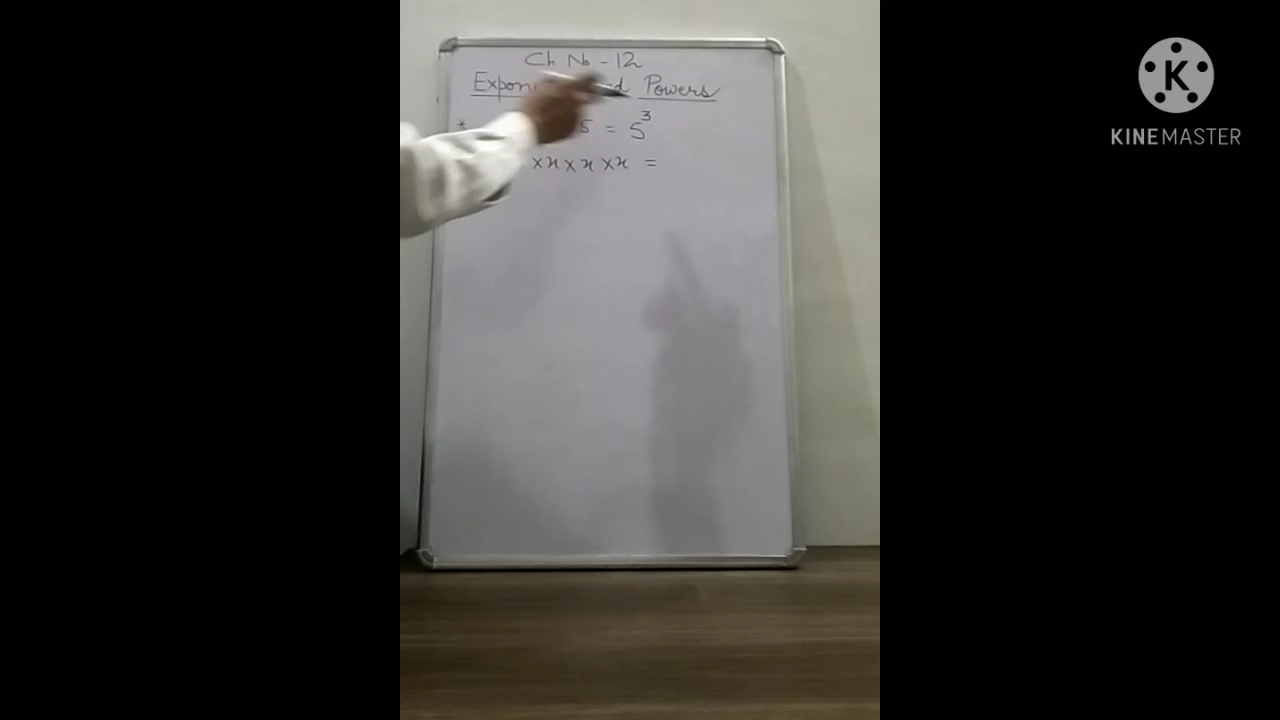 Ch No - 12
Powers
* 5 = 5³
× x × x × x =
K
KINEMASTER